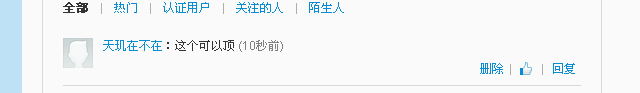 全部 | 热门 | 认证用户 | 关注的人 | 陌生人
天玑在不在：这个可以顶 (10秒前)
删除 | | 回复